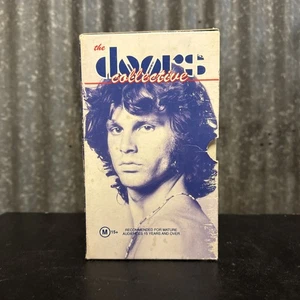 the
doors
collective
M 15+
RECOMMENDED FOR MATURE
AUDIENCES 15 YEARS AND OVER